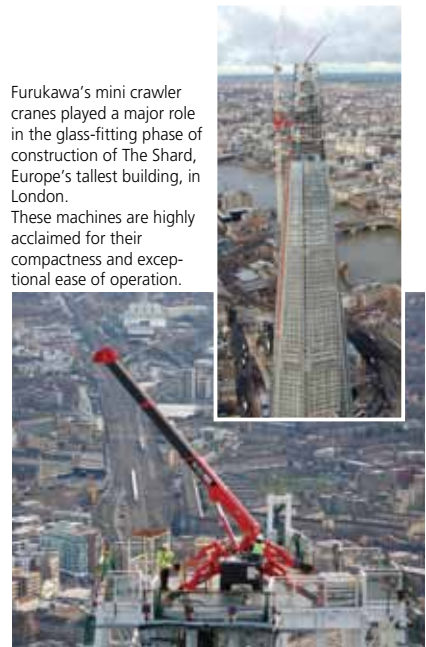 Furukawa's mini crawler
cranes played a major role
in the glass-fitting phase of
construction of The Shard,
Europe's tallest building, in
London.
These machines are highly
acclaimed for their
compactness and excep-
tional ease of operation.